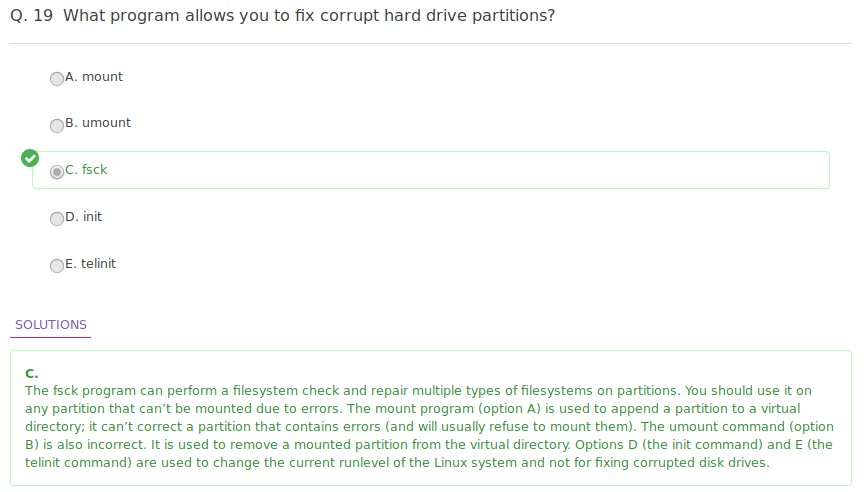 Q. 19  What program allows you to fix corrupt hard drive partitions?
A. mount
B. umount
C. fsck
D. init
E. telinit
SOLUTIONS
C.
The fsck program can perform a filesystem check and repair multiple types of filesystems on partitions. You should use it on
any partition that can’t be mounted due to errors. The mount program (option A) is used to append a partition to a virtual
directory; it can’t correct a partition that contains errors (and will usually refuse to mount them). The umount command (option
B) is also incorrect. It is used to remove a mounted partition from the virtual directory. Options D (the init command) and E (the
telinit command) are used to change the current runlevel of the Linux system and not for fixing corrupted disk drives.